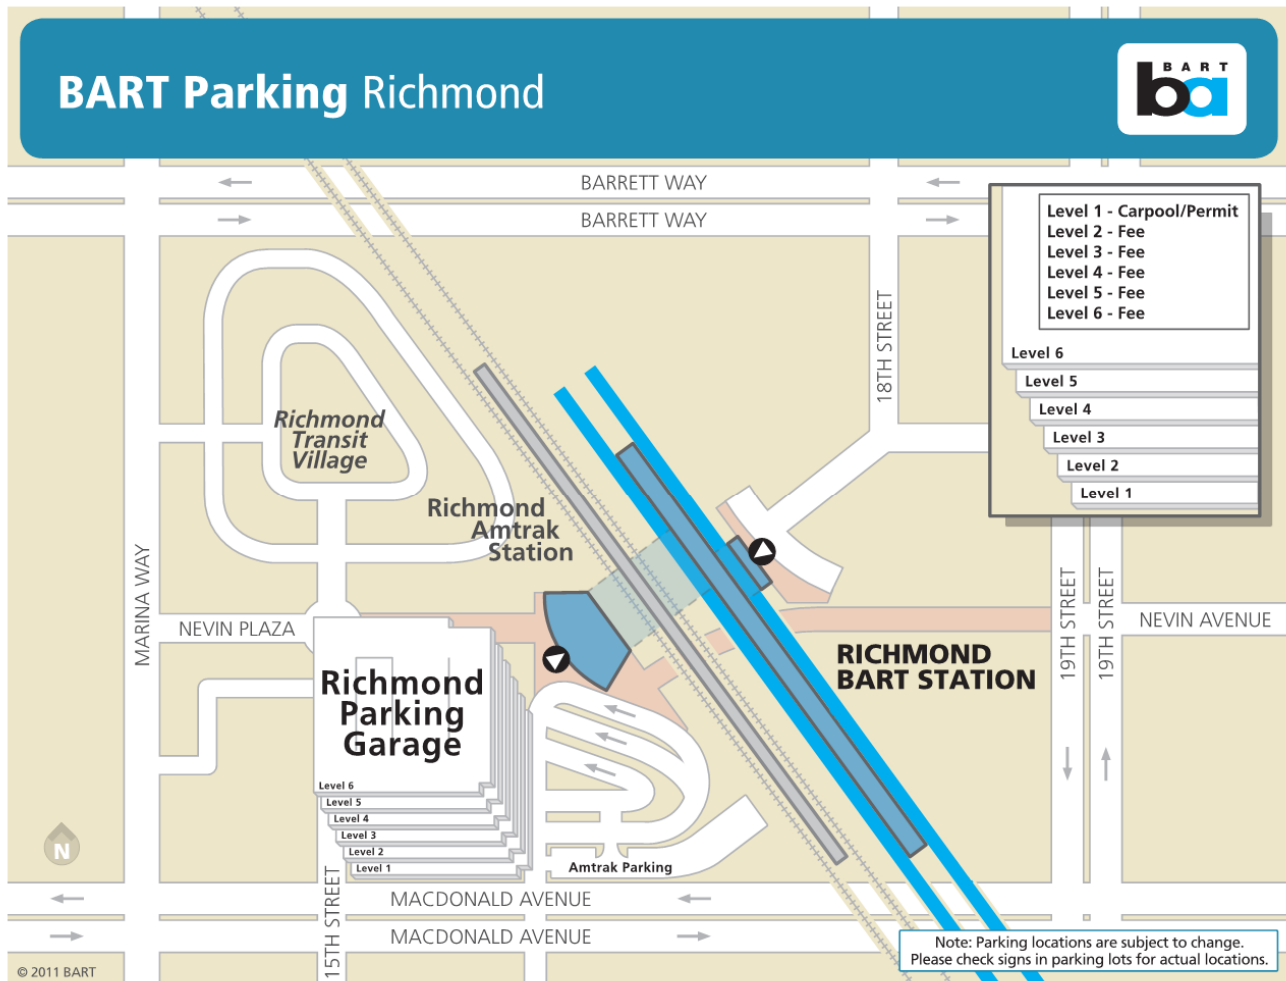 BART Parking Richmond
BART
ba
BARRETT WAY
BARRETT WAY
Level 1 - Carpool/Permit
Level 2 - Fee
Level 3 - Fee
Level 4 - Fee
Level 5 - Fee
Level 6 - Fee
Level 6
Level 5
Level 4
Level 3
Level 2
Level 1
18TH STREET
Richmond
Transit
Village
Richmond
Amtrak
Station
MARINA WAY
NEVIN PLAZA
19TH STREET
19TH STREET
NEVIN AVENUE
RICHMOND
BART STATION
Richmond
Parking
Garage
Level 6
Level 5
Level 4
Level 3
Level 2
Level 1
N
Amtrak Parking
15TH STREET
MACDONALD AVENUE
MACDONALD AVENUE
Note: Parking locations are subject to change.
Please check signs in parking lots for actual locations.
© 2011 BART